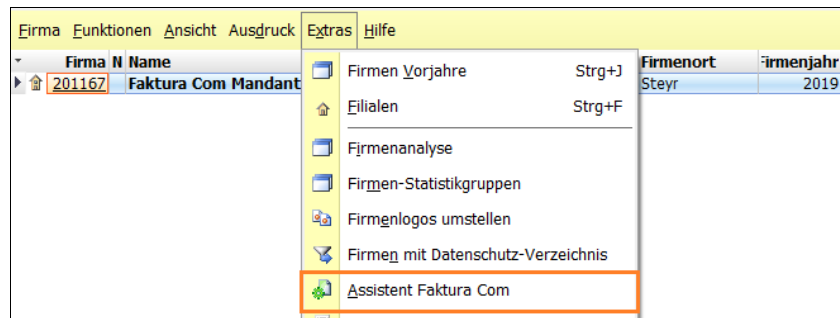 Firma Funktionen Ansicht Ausdruck Extras Hilfe
Firma N Name Firmenort Firmenjahr
201167 Faktura Com Mandant Steyr 2019
Firmen Vorjahre Strg+J
Filialen Strg+F
Firmenanalyse
Firmen-Statistikgruppen
Firmenlogos umstellen
Firmen mit Datenschutz-Verzeichnis
Assistent Faktura Com